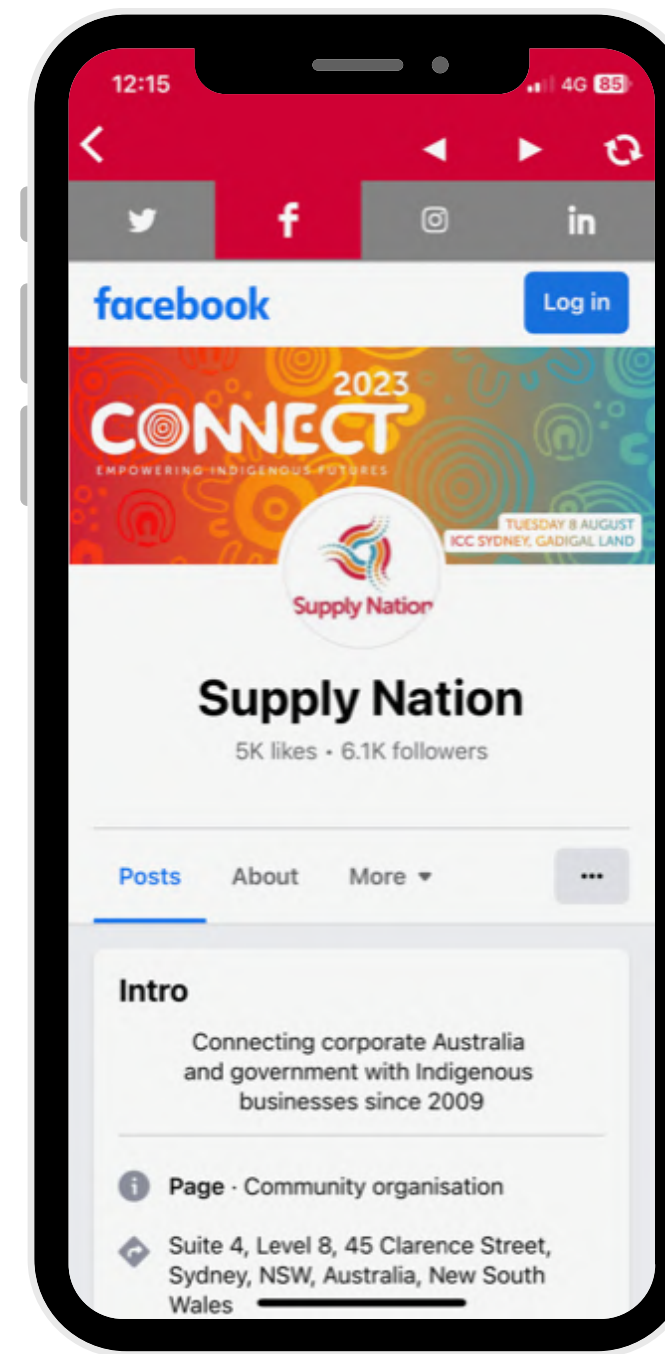 12:15
4G 85
facebook
Log in
2023
CONNECT
EMPOWERING INDIGENOUS FUTURES
TUESDAY 8 AUGUST
ICC SYDNEY, GADIGAL LAND
Supply Nation
Supply Nation
5K likes • 6.1K followers
Posts About More
Intro
Connecting corporate Australia
and government with Indigenous
businesses since 2009
Page · Community organisation
Suite 4, Level 8, 45 Clarence Street,
Sydney, NSW, Australia, New South
Wales